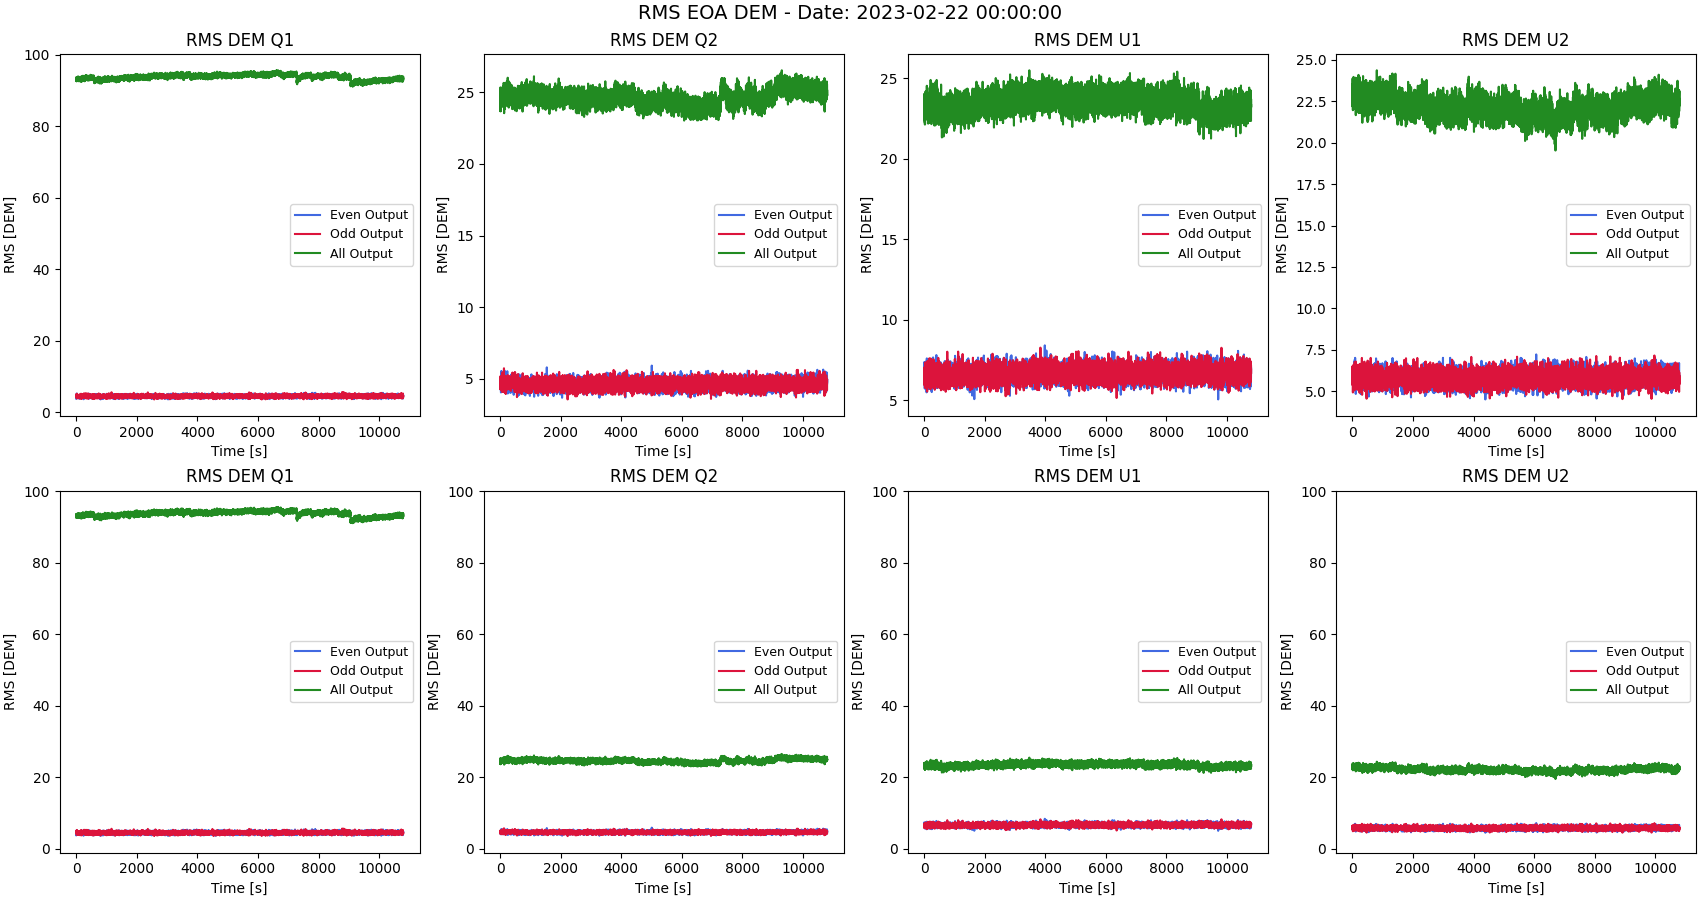 RMS EOA DEM - Date: 2023-02-22 00:00:00
RMS DEM Q1
RMS [DEM]
100
80
60
40
20
0
0 2000 4000 6000 8000 10000
Time [s]
Even Output
Odd Output
All Output
RMS DEM Q2
RMS [DEM]
25
20
15
10
5
0 2000 4000 6000 8000 10000
Time [s]
Even Output
Odd Output
All Output
RMS DEM U1
RMS [DEM]
25
20
15
10
5
0 2000 4000 6000 8000 10000
Time [s]
Even Output
Odd Output
All Output
RMS DEM U2
RMS [DEM]
25.0
22.5
20.0
17.5
15.0
12.5
10.0
7.5
5.0
0 2000 4000 6000 8000 10000
Time [s]
Even Output
Odd Output
All Output
RMS DEM Q1
RMS [DEM]
100
80
60
40
20
0
0 2000 4000 6000 8000 10000
Time [s]
Even Output
Odd Output
All Output
RMS DEM Q2
RMS [DEM]
100
80
60
40
20
0
0 2000 4000 6000 8000 10000
Time [s]
Even Output
Odd Output
All Output
RMS DEM U1
RMS [DEM]
100
80
60
40
20
0
0 2000 4000 6000 8000 10000
Time [s]
Even Output
Odd Output
All Output
RMS DEM U2
RMS [DEM]
100
80
60
40
20
0
0 2000 4000 6000 8000 10000
Time [s]
Even Output
Odd Output
All Output